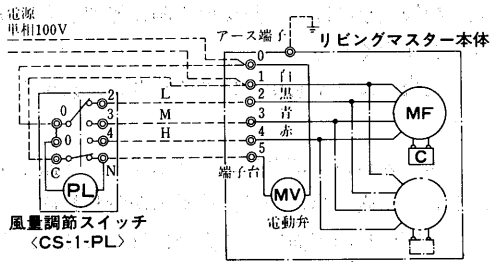 電源
単相100V
アース端子
リビングマスター本体
0
1 白
2 黒
3 青
4 赤
5
端子台
L
M
H
0
2
3
0
4
C
N
PL
MF
C
MV
電動弁
風量調節スイッチ
〈CS-1-PL〉